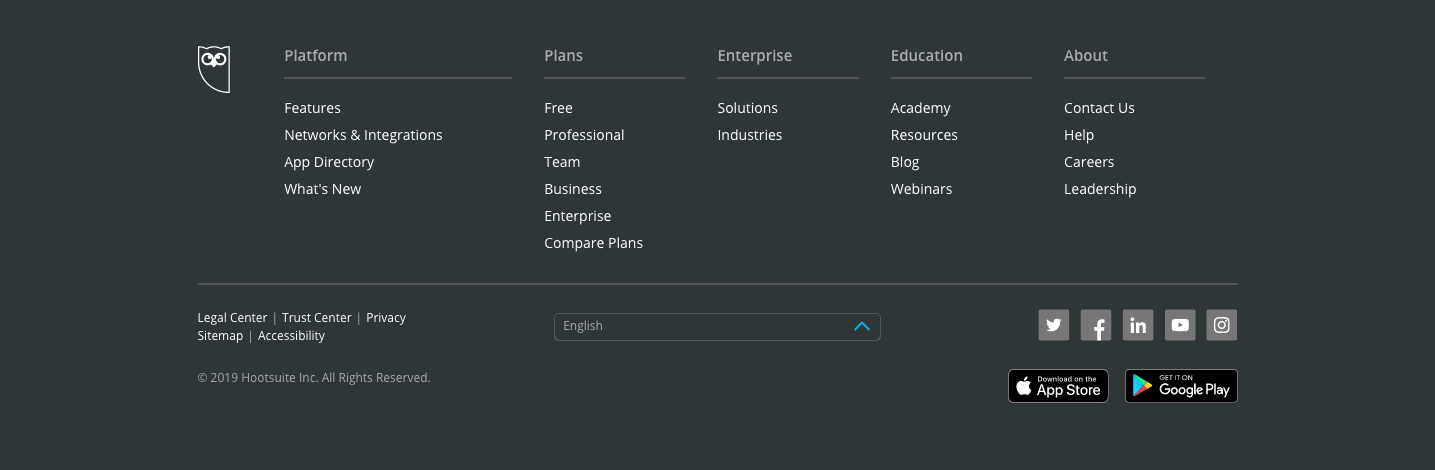 Platform
Features
Networks & Integrations
App Directory
What's New
Plans
Free
Professional
Team
Business
Enterprise
Compare Plans
Enterprise
Solutions
Industries
Education
Academy
Resources
Blog
Webinars
About
Contact Us
Help
Careers
Leadership
Legal Center | Trust Center | Privacy
Sitemap | Accessibility
© 2019 Hootsuite Inc. All Rights Reserved.
English
in
Download on the
App Store
GET IT ON
Google Play